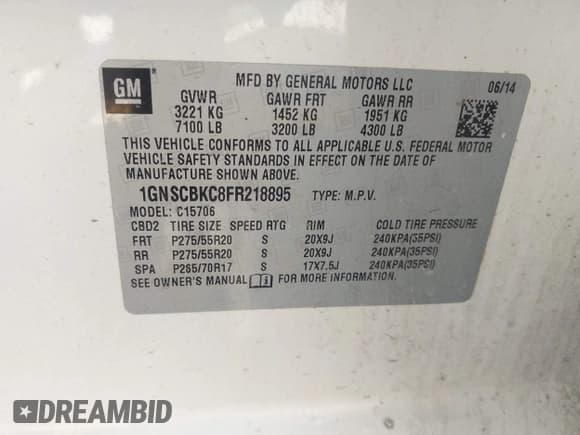 GM
MFD BY GENERAL MOTORS LLC 06/14
GVWR GAWR FRT GAWR RR
3221 KG 1452 KG 1951 KG
7100 LB 3200 LB 4300 LB
THIS VEHICLE CONFORMS TO ALL APPLICABLE U.S. FEDERAL MOTOR
VEHICLE SAFETY STANDARDS IN EFFECT ON THE DATE OF
MANUFACTURE SHOWN ABOVE.
1GNSCBKC8FR218895 TYPE: M.P.V.
MODEL: C15706
CBD2 TIRE SIZE SPEED RTG RIM COLD TIRE PRESSURE
FRT P275/55R20 S 20X9J 240KPA(35PSI)
RR P275/55R20 S 20X9J 240KPA(35PSI)
SPA P265/70R17 S 17X7.5J 240KPA(35PSI)
SEE OWNER'S MANUAL FOR MORE INFORMATION.
DREAMBID